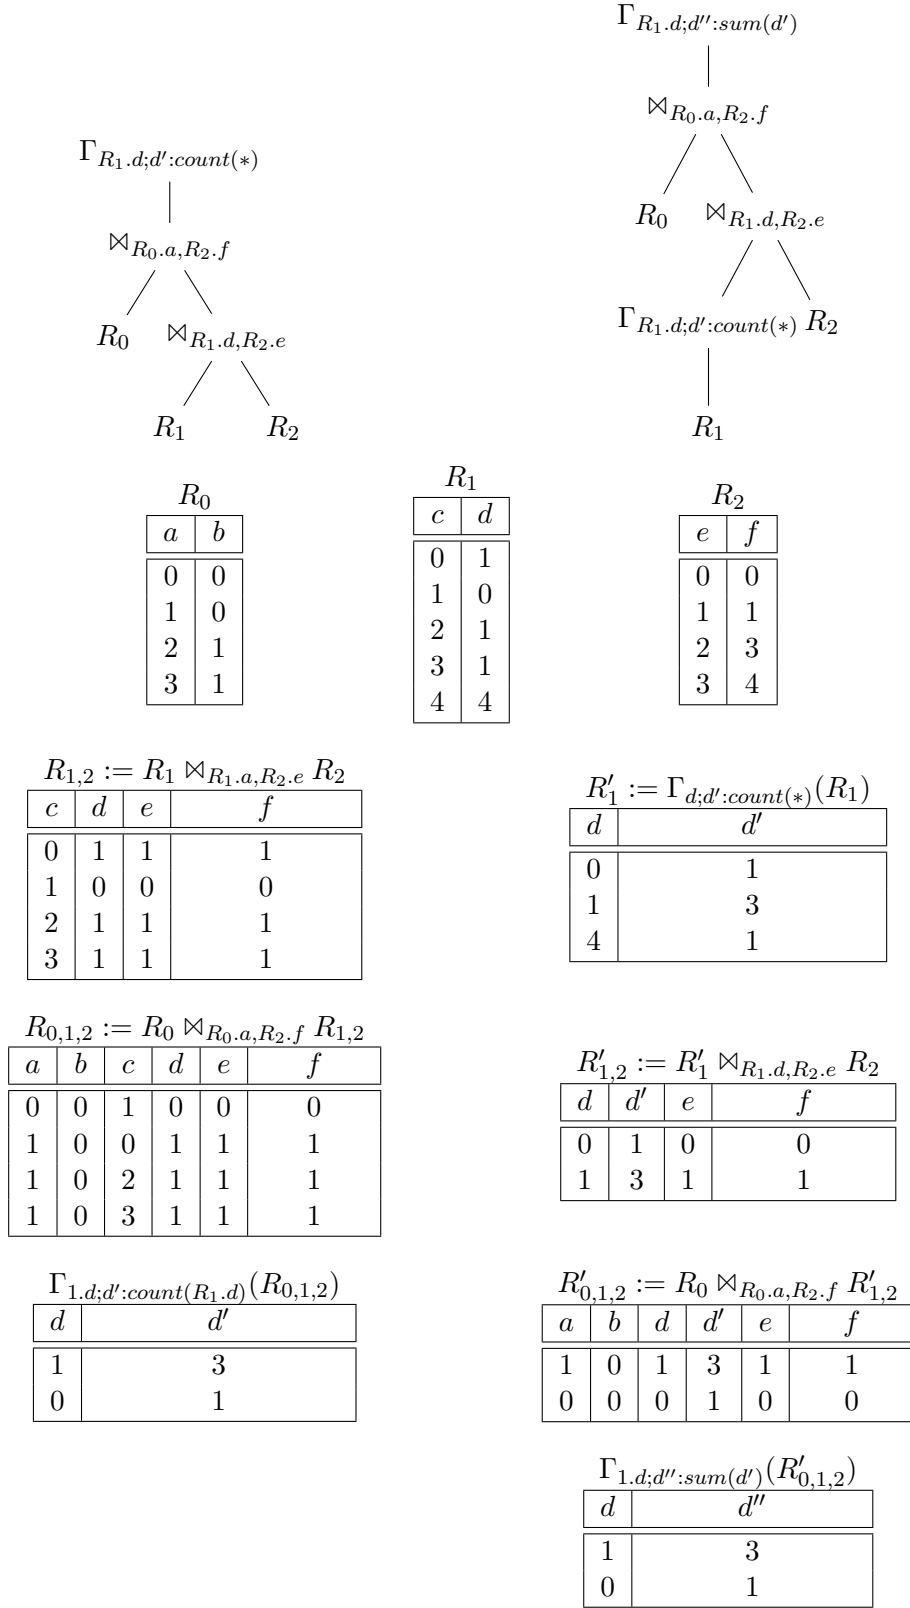 Γ_{R₁.d;d′′:sum(d′)}
⋈_{R₀.a,R₂.f}
R₀ ⋈_{R₁.d,R₂.e}
Γ_{R₁.d;d′:count(∗)} R₂
R₁
Γ_{R₁.d;d′:count(∗)}
⋈_{R₀.a,R₂.f}
R₀ ⋈_{R₁.d,R₂.e}
R₁ R₂
R₀
a b
0 0
1 0
2 1
3 1
R₁
c d
0 1
1 0
2 1
3 1
4 4
R₂
e f
0 0
1 1
2 3
3 4
R_{1,2} := R₁ ⋈_{R₁.a,R₂.e} R₂
c d e f
0 1 1 1
1 0 0 0
2 1 1 1
3 1 1 1
R′₁ := Γ_{d;d′:count(∗)}(R₁)
d d′
0 1
1 3
4 1
R_{0,1,2} := R₀ ⋈_{R₀.a,R₂.f} R_{1,2}
a b c d e f
0 0 1 0 0 0
1 0 0 1 1 1
1 0 2 1 1 1
1 0 3 1 1 1
R′_{1,2} := R′₁ ⋈_{R₁.d,R₂.e} R₂
d d′ e f
0 1 0 0
1 3 1 1
Γ_{1.d;d′:count(R₁.d)}(R_{0,1,2})
d d′
1 3
0 1
R′_{0,1,2} := R₀ ⋈_{R₀.a,R₂.f} R′_{1,2}
a b d d′ e f
1 0 1 3 1 1
0 0 0 1 0 0
Γ_{1.d;d′′:sum(d′)}(R′_{0,1,2})
d d′′
1 3
0 1